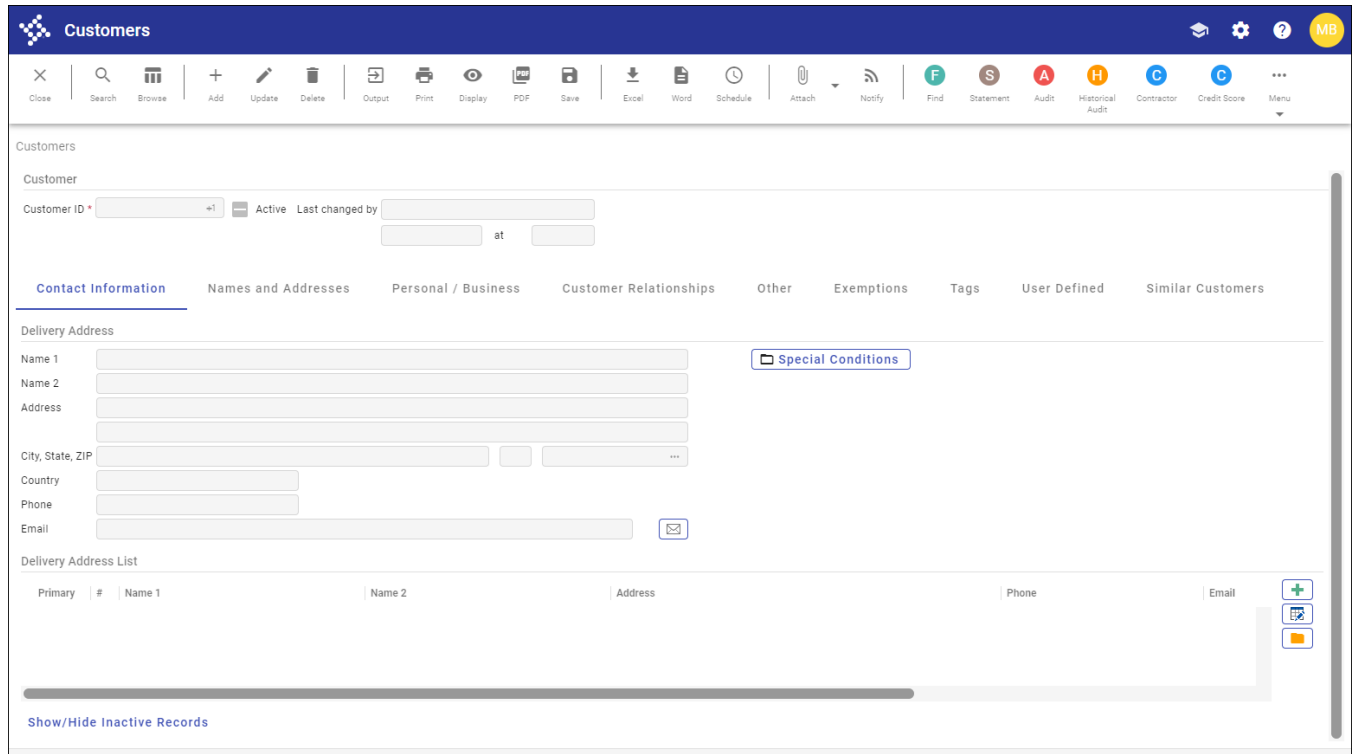 Customers
MB
Close Search Browse Add Update Delete Output Print Display PDF PDF Save Excel Word Schedule Attach Notify F Find S Statement A Audit H Historical Audit C Contractor C Credit Score Menu
Customers
Customer
Customer ID * +1 Active Last changed by
at
Contact Information Names and Addresses Personal / Business Customer Relationships Other Exemptions Tags User Defined Similar Customers
Delivery Address
Name 1
Special Conditions
Name 2
Address
City, State, ZIP ...
Country
Phone
Email
Delivery Address List
Primary # Name 1 Name 2 Address Phone Email
Show/Hide Inactive Records